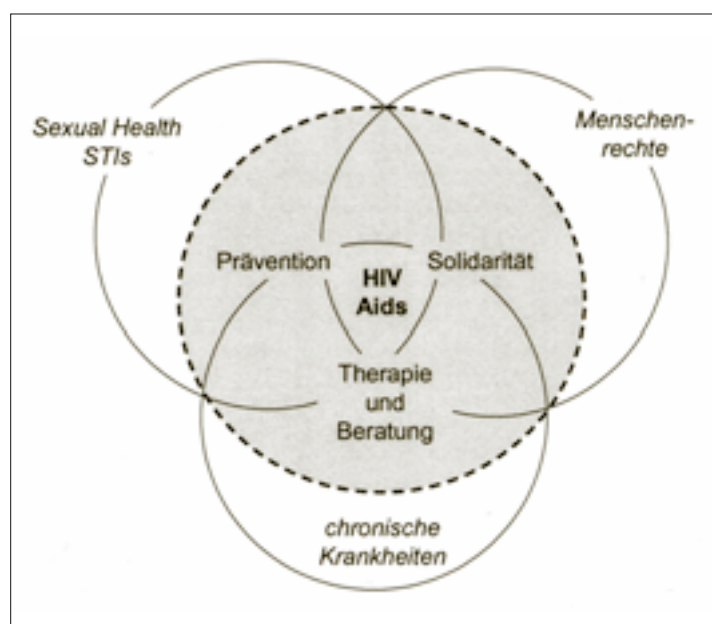 Sexual Health
STIs
Menschen-
rechte
Prävention
Solidarität
HIV
Aids
Therapie
und
Beratung
chronische
Krankheiten